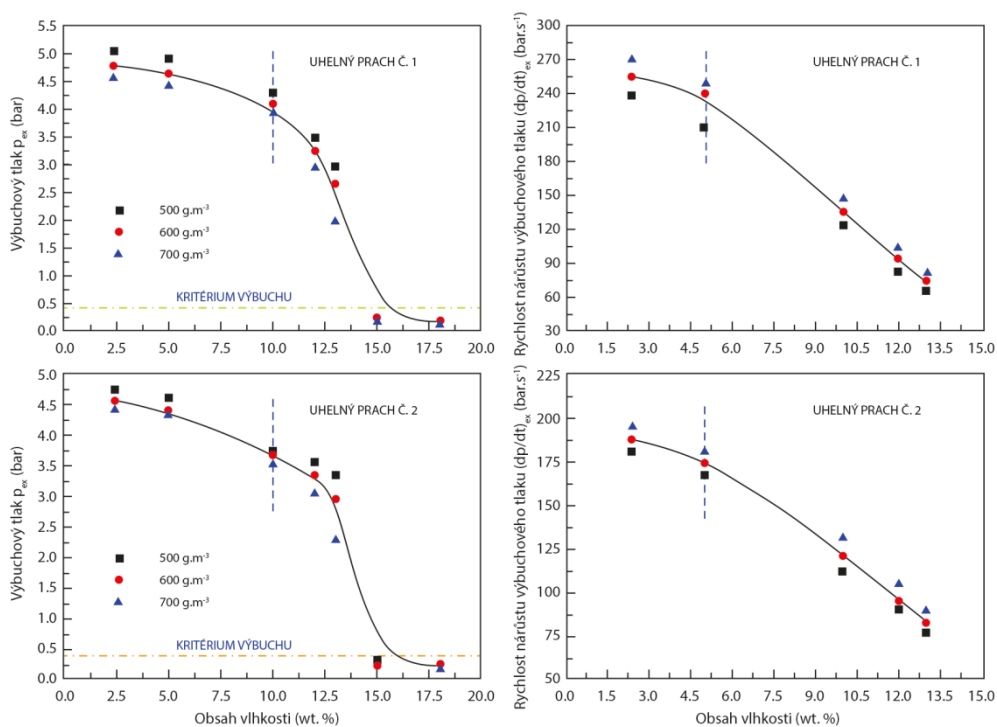 Výbuchový tlak p_ex (bar)
5.5
5.0
4.5
4.0
3.5
3.0
2.5
2.0
1.5
1.0
0.5
0.0
UHELNÝ PRACH Č. 1
500 g.m⁻³
600 g.m⁻³
700 g.m⁻³
KRITÉRIUM VÝBUCHU
0.0 2.5 5.0 7.5 10.0 12.5 15.0 17.5 20.0
Rychlost nárůstu výbuchového tlaku (dp/dt)_ex (bar.s⁻¹)
300
270
240
210
180
150
120
90
60
30
UHELNÝ PRACH Č. 1
0.0 1.5 3.0 4.5 6.0 7.5 9.0 10.5 12.0 13.5 15.0
Výbuchový tlak p_ex (bar)
5.0
4.5
4.0
3.5
3.0
2.5
2.0
1.5
1.0
0.5
0.0
UHELNÝ PRACH Č. 2
500 g.m⁻³
600 g.m⁻³
700 g.m⁻³
KRITÉRIUM VÝBUCHU
0.0 2.5 5.0 7.5 10.0 12.5 15.0 17.5 20.0
Obsah vlhkosti (wt. %)
Rychlost nárůstu výbuchového tlaku (dp/dt)_ex (bar.s⁻¹)
225
200
175
150
125
100
75
50
UHELNÝ PRACH Č. 2
0.0 1.5 3.0 4.5 6.0 7.5 9.0 10.5 12.0 13.5 15.0
Obsah vlhkosti (wt. %)